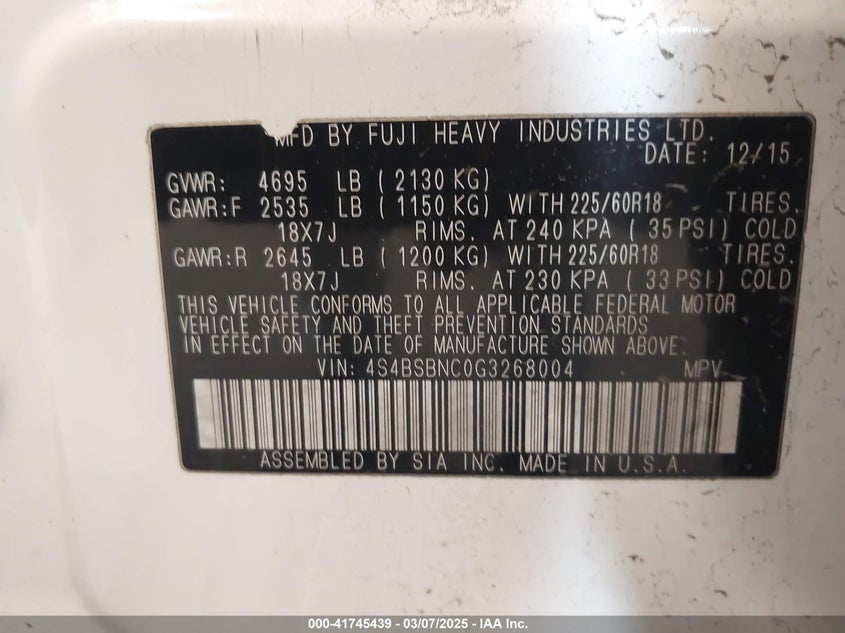 MFD BY FUJI HEAVY INDUSTRIES LTD.
DATE: 12/15
GVWR: 4695 LB ( 2130 KG)
GAWR:F 2535 LB ( 1150 KG) WITH 225/60R18 TIRES.
18X7J RIMS. AT 240 KPA ( 35 PSI) COLD
GAWR:R 2645 LB ( 1200 KG) WITH 225/60R18 TIRES.
18X7J RIMS. AT 230 KPA ( 33 PSI) COLD
THIS VEHICLE CONFORMS TO ALL APPLICABLE FEDERAL MOTOR
VEHICLE SAFETY AND THEFT PREVENTION STANDARDS
IN EFFECT ON THE DATE OF MANUFACTURE SHOWN ABOVE.
VIN: 4S4BSBNC0G3268004 MPV
ASSEMBLED BY SIA INC. MADE IN U.S.A.
000-41745439 - 03/07/2025 - IAA Inc.